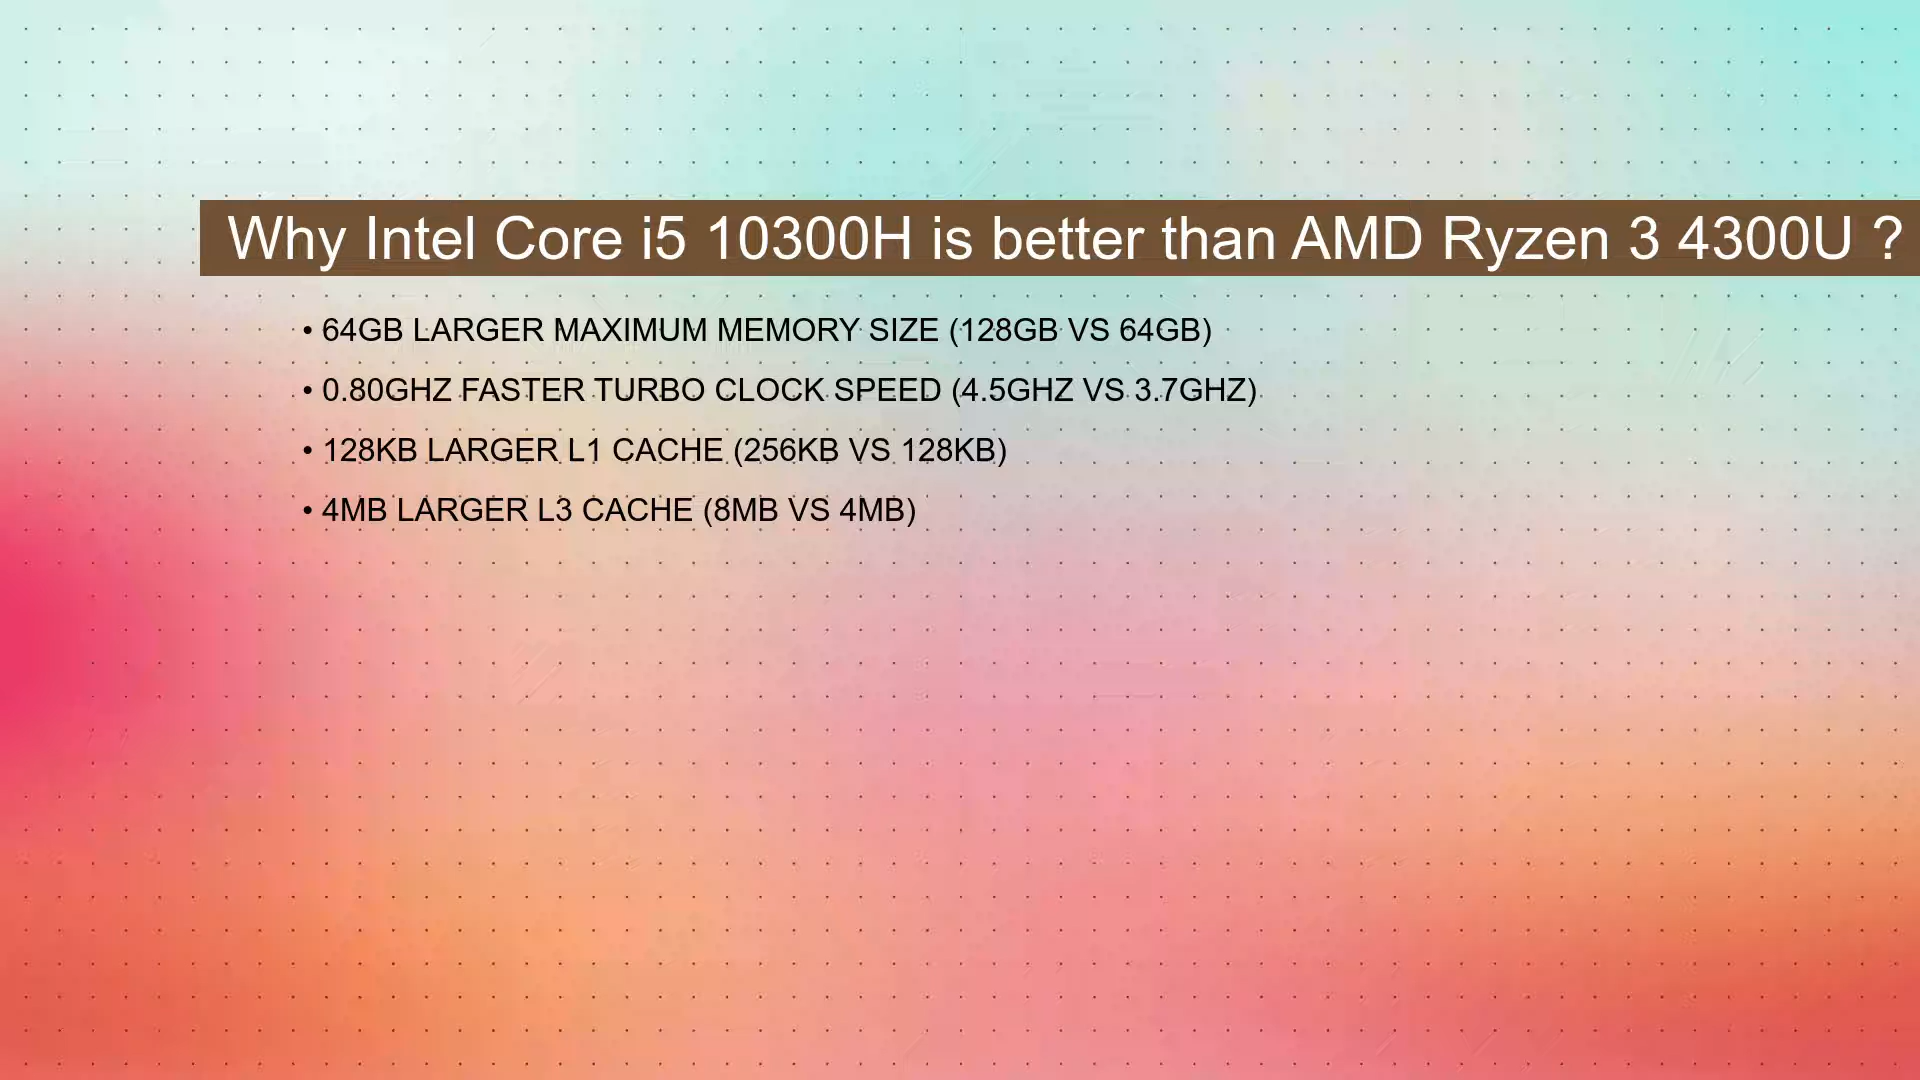 Why Intel Core i5 10300H is better than AMD Ryzen 3 4300U ?
• 64GB LARGER MAXIMUM MEMORY SIZE (128GB VS 64GB)
• 0.80GHZ FASTER TURBO CLOCK SPEED (4.5GHZ VS 3.7GHZ)
• 128KB LARGER L1 CACHE (256KB VS 128KB)
• 4MB LARGER L3 CACHE (8MB VS 4MB)